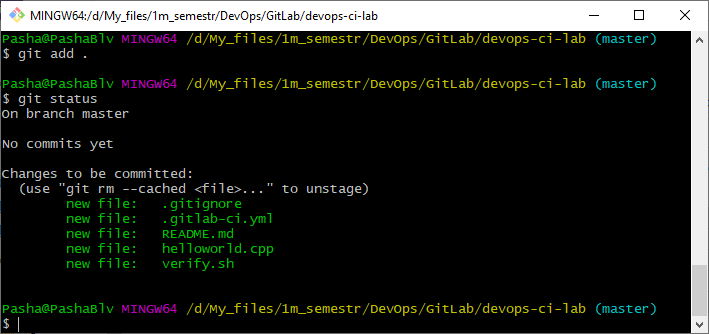 MINGW64:/d/My_files/1m_semestr/DevOps/GitLab/devops-ci-lab
Pasha@PashaBlv MINGW64 /d/My_files/1m_semestr/DevOps/GitLab/devops-ci-lab (master)
$ git add .
Pasha@PashaBlv MINGW64 /d/My_files/1m_semestr/DevOps/GitLab/devops-ci-lab (master)
$ git status
On branch master
No commits yet
Changes to be committed:
  (use "git rm --cached <file>..." to unstage)
        new file:   .gitignore
        new file:   .gitlab-ci.yml
        new file:   README.md
        new file:   helloworld.cpp
        new file:   verify.sh
Pasha@PashaBlv MINGW64 /d/My_files/1m_semestr/DevOps/GitLab/devops-ci-lab (master)
$